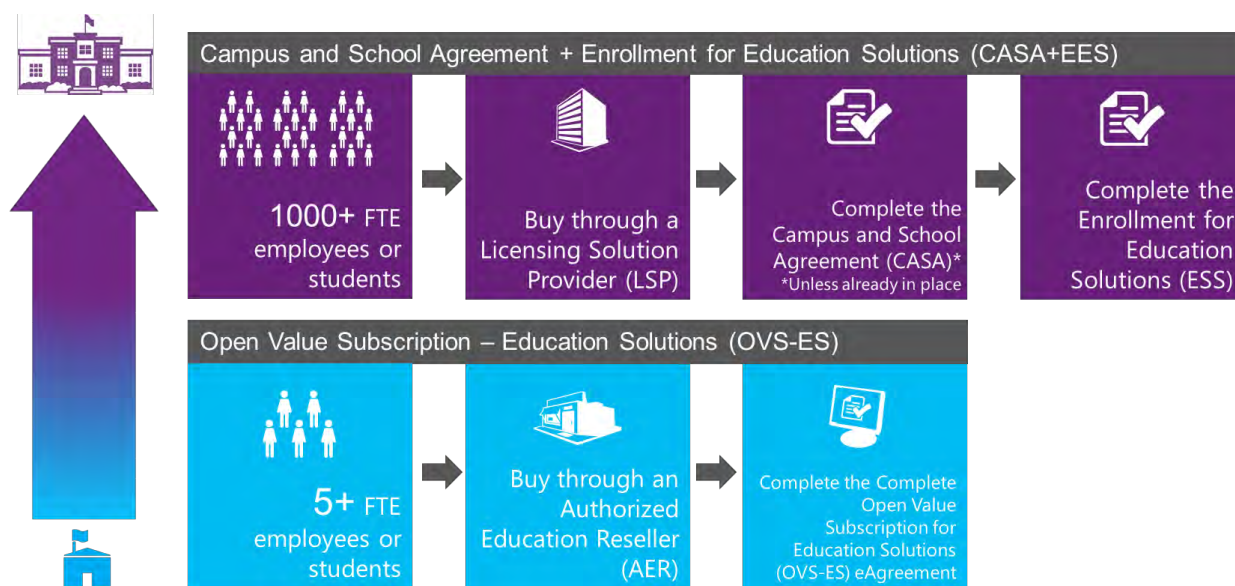 Campus and School Agreement + Enrollment for Education Solutions (CASA+EES)
1000+ FTE
employees or
students
Buy through a
Licensing Solution
Provider (LSP)
Complete the
Campus and School
Agreement (CASA)*
*Unless already in place
Complete the
Enrollment for
Education
Solutions (ESS)
Open Value Subscription – Education Solutions (OVS-ES)
5+ FTE
employees or
students
Buy through an
Authorized
Education Reseller
(AER)
Complete the Complete
Open Value
Subscription for
Education Solutions
(OVS-ES) eAgreement